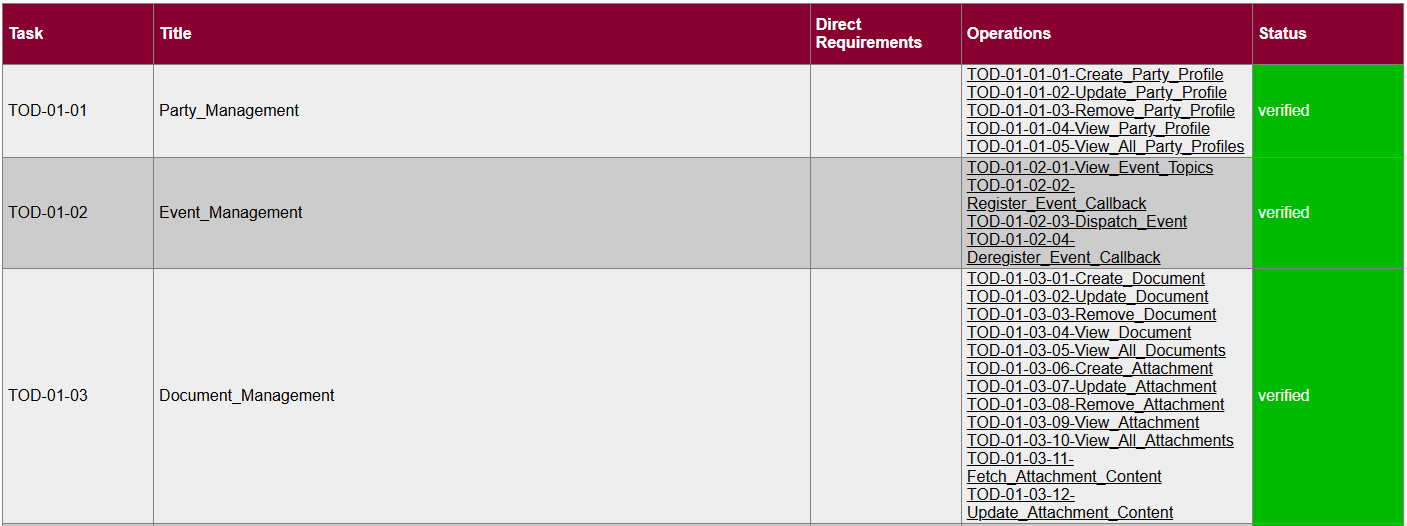 Task Title Direct Requirements Operations Status
TOD-01-01 Party_Management
TOD-01-01-01-Create_Party_Profile
TOD-01-01-02-Update_Party_Profile
TOD-01-01-03-Remove_Party_Profile
TOD-01-01-04-View_Party_Profile
TOD-01-01-05-View_All_Party_Profiles
verified
TOD-01-02 Event_Management
TOD-01-02-01-View_Event_Topics
TOD-01-02-02-
Register_Event_Callback
TOD-01-02-03-Dispatch_Event
TOD-01-02-04-
Deregister_Event_Callback
verified
TOD-01-03 Document_Management
TOD-01-03-01-Create_Document
TOD-01-03-02-Update_Document
TOD-01-03-03-Remove_Document
TOD-01-03-04-View_Document
TOD-01-03-05-View_All_Documents
TOD-01-03-06-Create_Attachment
TOD-01-03-07-Update_Attachment
TOD-01-03-08-Remove_Attachment
TOD-01-03-09-View_Attachment
TOD-01-03-10-View_All_Attachments
TOD-01-03-11-
Fetch_Attachment_Content
TOD-01-03-12-
Update_Attachment_Content
verified